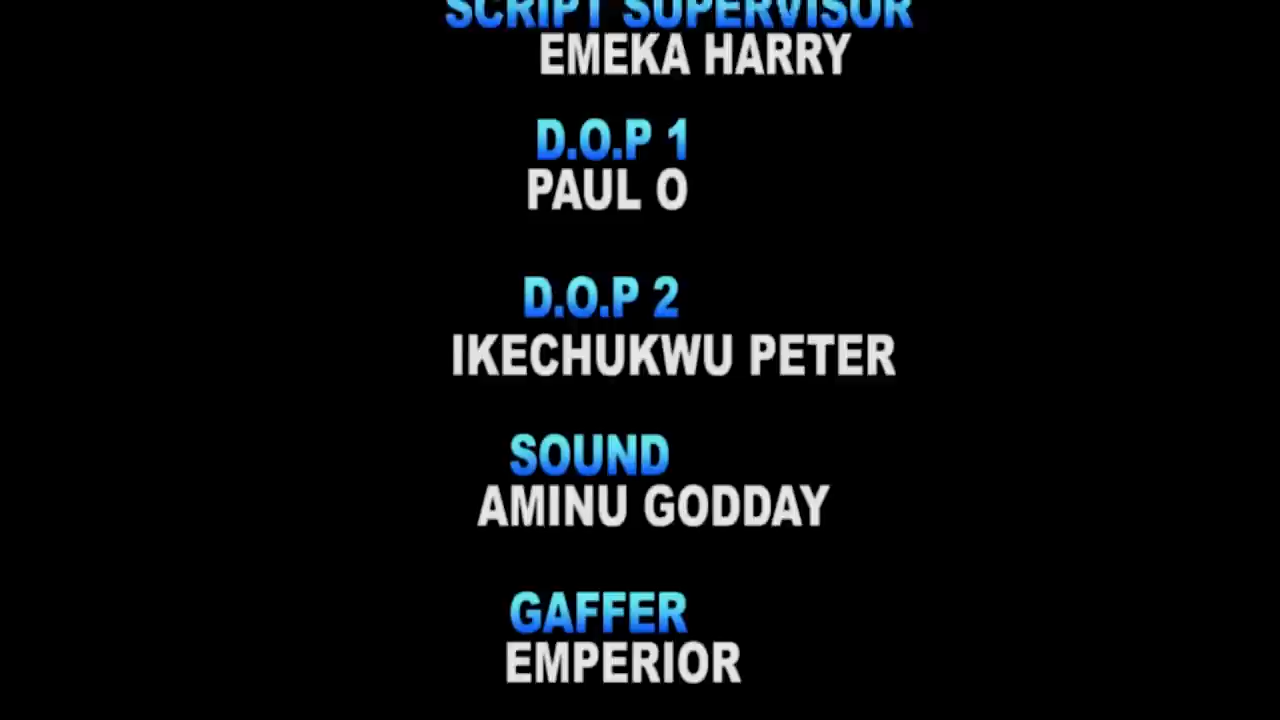 SCRIPT SUPERVISOR
EMEKA HARRY
D.O.P 1
PAUL O
D.O.P 2
IKECHUKWU PETER
SOUND
AMINU GODDAY
GAFFER
EMPERIOR